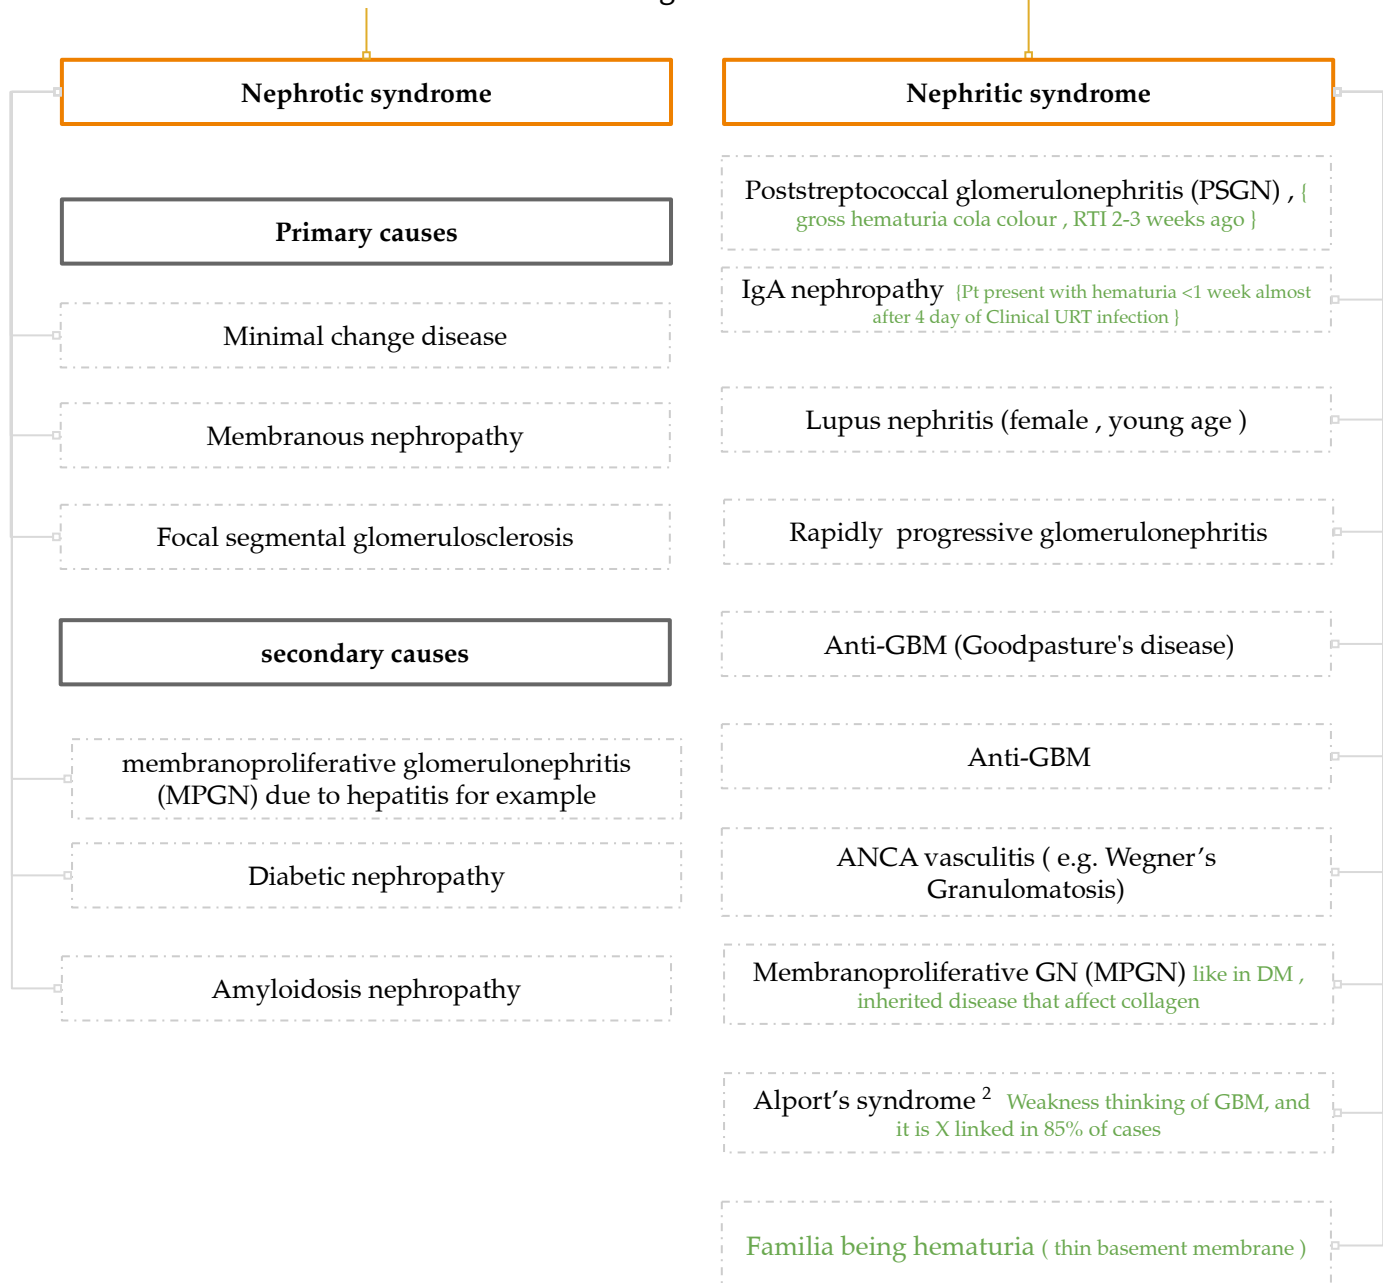 g
Nephrotic syndrome
Primary causes
Minimal change disease
Membranous nephropathy
Focal segmental glomerulosclerosis
secondary causes
membranoproliferative glomerulonephritis
(MPGN) due to hepatitis for example
Diabetic nephropathy
Amyloidosis nephropathy
Nephritic syndrome
Poststreptococcal glomerulonephritis (PSGN) , {
gross hematuria cola colour , RTI 2-3 weeks ago }
IgA nephropathy {Pt present with hematuria <1 week almost
after 4 day of Clinical URT infection }
Lupus nephritis (female , young age )
Rapidly progressive glomerulonephritis
Anti-GBM (Goodpasture's disease)
Anti-GBM
ANCA vasculitis ( e.g. Wegner’s
Granulomatosis)
Membranoproliferative GN (MPGN) like in DM ,
inherited disease that affect collagen
Alport’s syndrome ² Weakness thinking of GBM, and
it is X linked in 85% of cases
Familia being hematuria ( thin basement membrane )